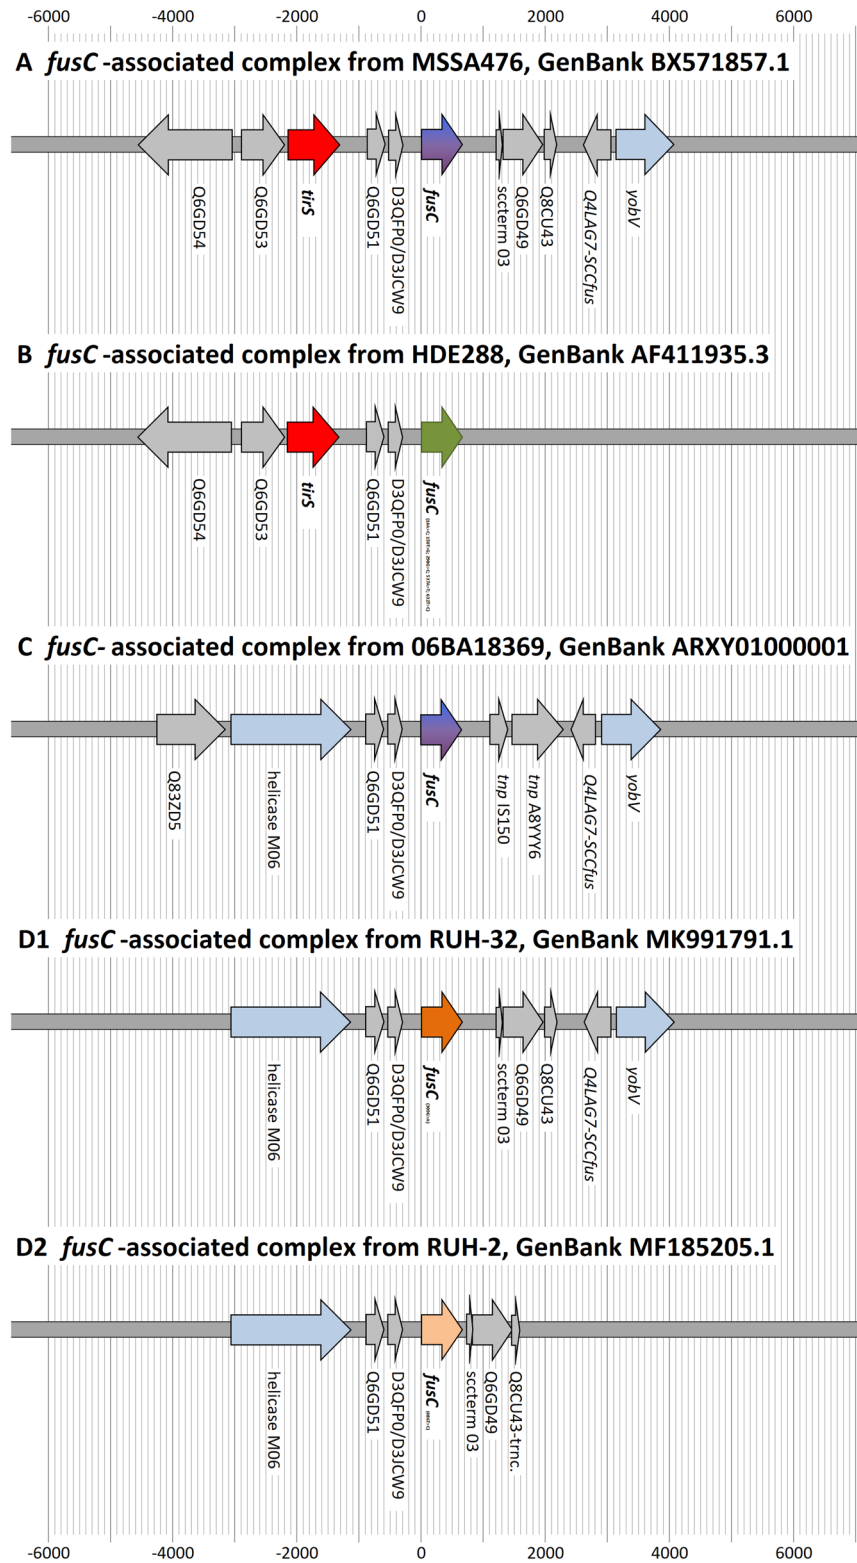 -6000 -4000 -2000 0 2000 4000 6000
A fusC -associated complex from MSSA476, GenBank BX571857.1
Q6GD54
Q6GD53
tirS
Q6GD51
D3QFP0/D3JCW9
fusC
sccterm 03
Q6GD49
Q8CU43
Q4LAG7-SCCfus
yobV
B fusC -associated complex from HDE288, GenBank AF411935.3
Q6GD54
Q6GD53
tirS
Q6GD51
D3QFP0/D3JCW9
fusC
C fusC- associated complex from 06BA18369, GenBank ARXY01000001
Q83ZD5
helicase M06
Q6GD51
D3QFP0/D3JCW9
fusC
tnp IS150
tnp A8YYY6
Q4LAG7-SCCfus
yobV
D1 fusC -associated complex from RUH-32, GenBank MK991791.1
helicase M06
Q6GD51
D3QFP0/D3JCW9
fusC
sccterm 03
Q6GD49
Q8CU43
Q4LAG7-SCCfus
yobV
D2 fusC -associated complex from RUH-2, GenBank MF185205.1
helicase M06
Q6GD51
D3QFP0/D3JCW9
fusC
sccterm 03
Q6GD49
Q8CU43-trnc.
-6000 -4000 -2000 0 2000 4000 6000